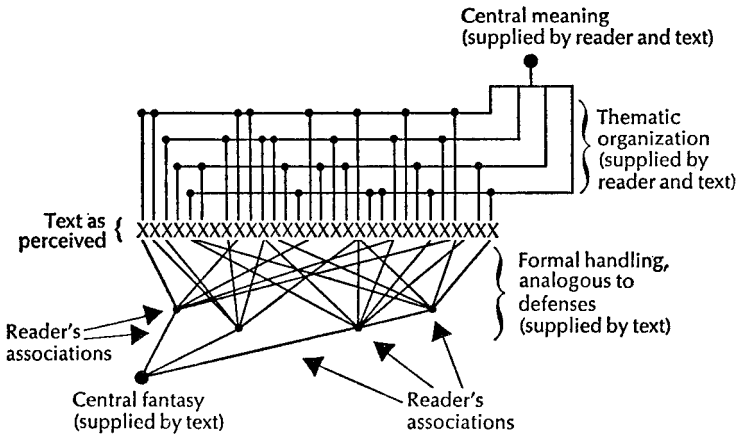 Central meaning
(supplied by reader and text)
Thematic
organization
(supplied by
reader and text)
Text as
perceived
XXXXXXXXXXXXXXXXXXXXXXXXXXXXXX
Formal handling,
analogous to
defenses
(supplied by text)
Reader's
associations
Central fantasy
(supplied by text)
Reader's
associations